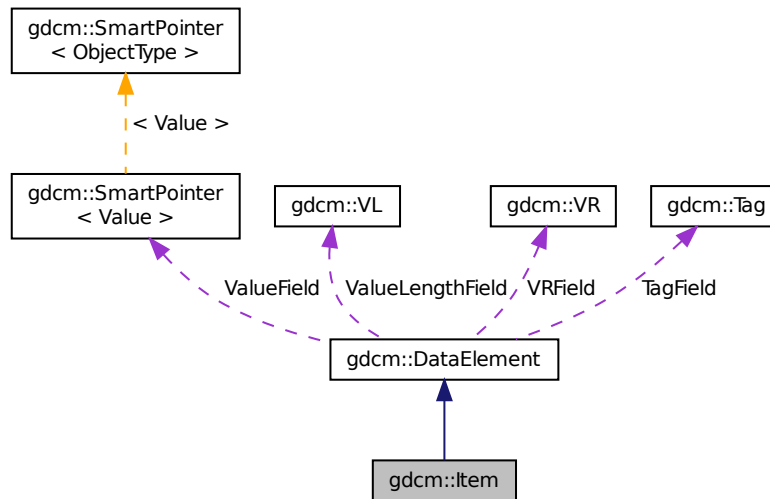 gdcm::SmartPointer
< ObjectType >
< Value >
gdcm::SmartPointer
< Value >
gdcm::VL
gdcm::VR
gdcm::Tag
ValueField
ValueLengthField
VRField
TagField
gdcm::DataElement
gdcm::Item